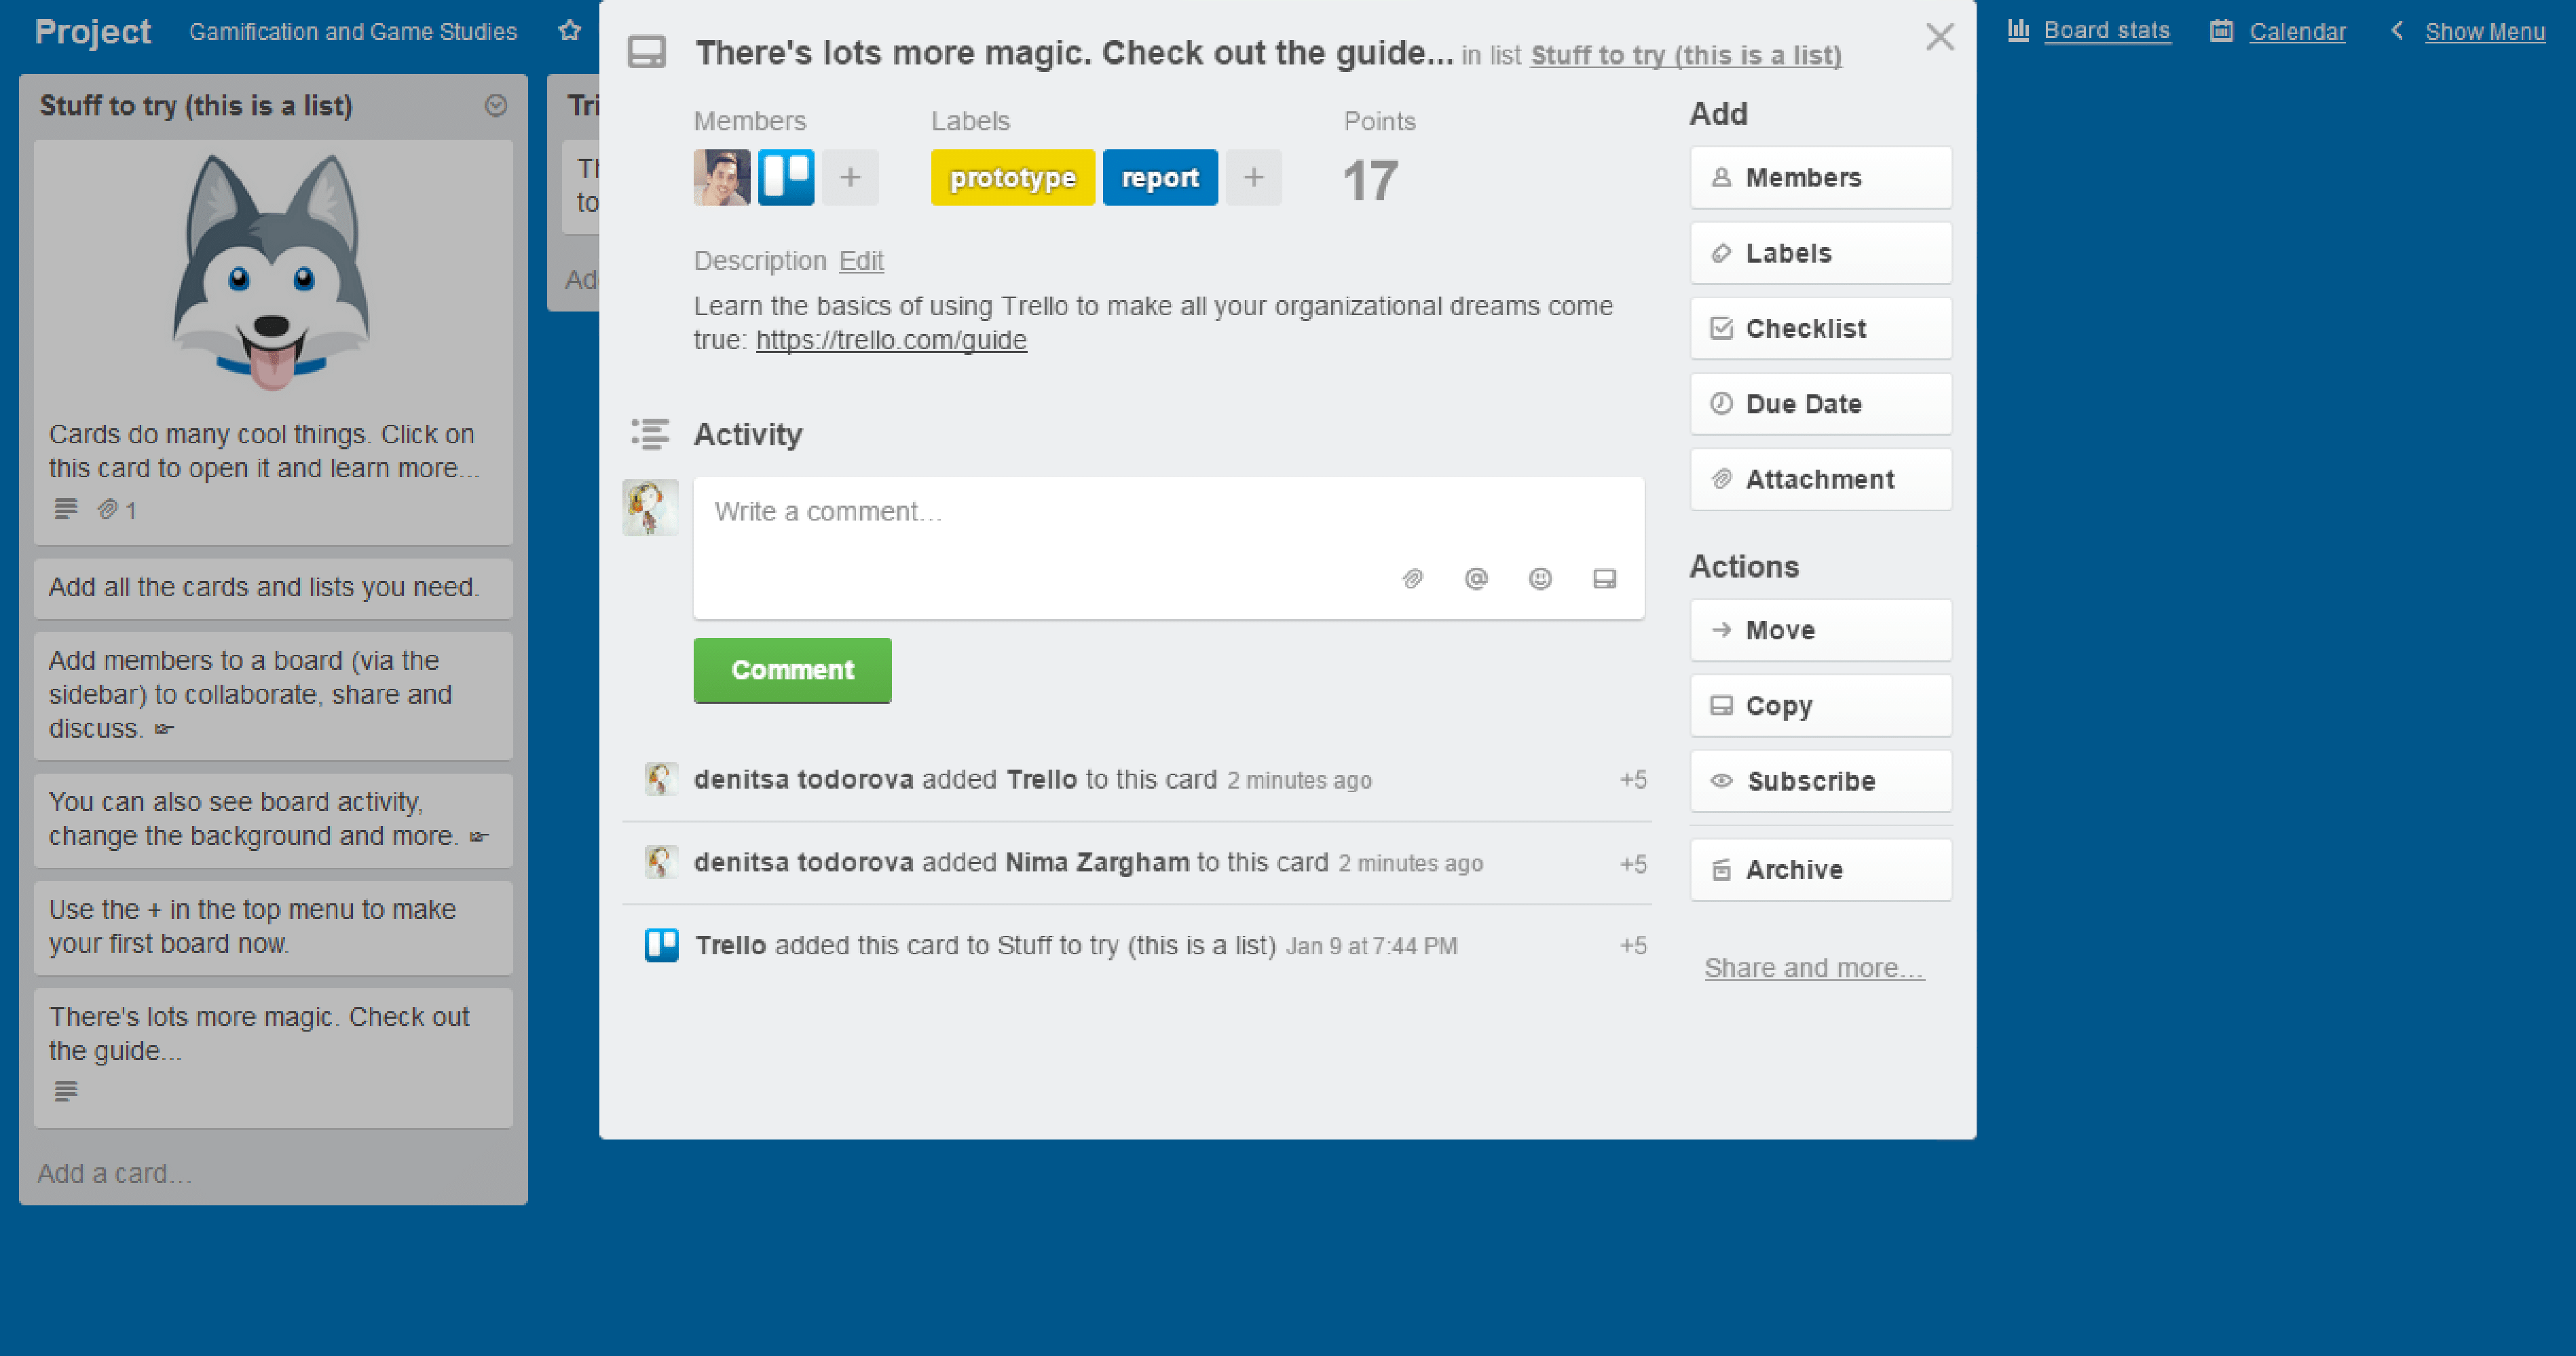 Project Gamification and Game Studies
Board stats Calendar Show Menu
Stuff to try (this is a list)
Cards do many cool things. Click on
this card to open it and learn more...
1
Add all the cards and lists you need.
Add members to a board (via the
sidebar) to collaborate, share and
discuss.
You can also see board activity,
change the background and more.
Use the + in the top menu to make
your first board now.
There's lots more magic. Check out
the guide...
Add a card...
Tri
to
Ad
There's lots more magic. Check out the guide... in list Stuff to try (this is a list)
Members Labels Points
+ prototype report + 17
Description Edit
Learn the basics of using Trello to make all your organizational dreams come
true: https://trello.com/guide
Activity
Write a comment...
@
Comment
denitsa todorova added Trello to this card 2 minutes ago +5
denitsa todorova added Nima Zargham to this card 2 minutes ago +5
Trello added this card to Stuff to try (this is a list) Jan 9 at 7:44 PM +5
Add
Members
Labels
Checklist
Due Date
Attachment
Actions
Move
Copy
Subscribe
Archive
Share and more...